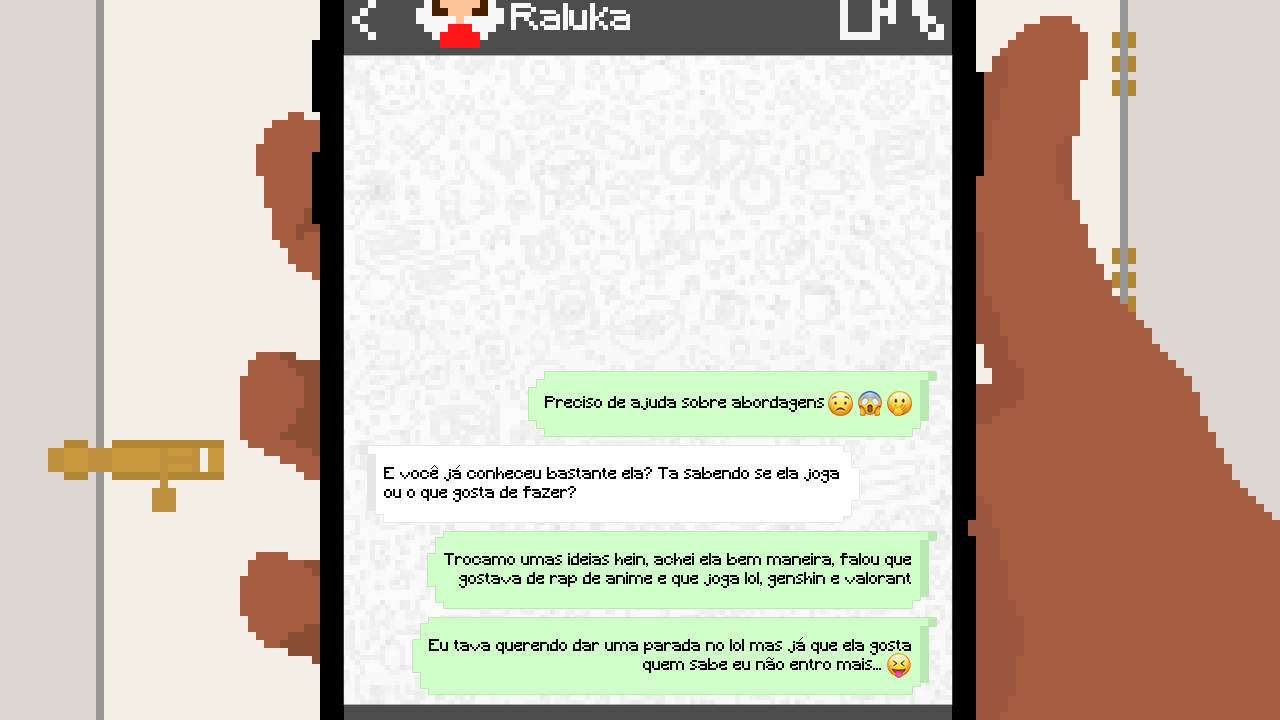 Raluka
Preciso de ajuda sobre abordagens 😟😱🤭
E você já conheceu bastante ela? Ta sabendo se ela joga
ou o que gosta de fazer?
Trocamo umas ideias hein, achei ela bem maneira, falou que
gostava de rap de anime e que joga lol, genshin e valorant
Eu tava querendo dar uma parada no lol mas já que ela gosta
quem sabe eu não entro mais... 😝